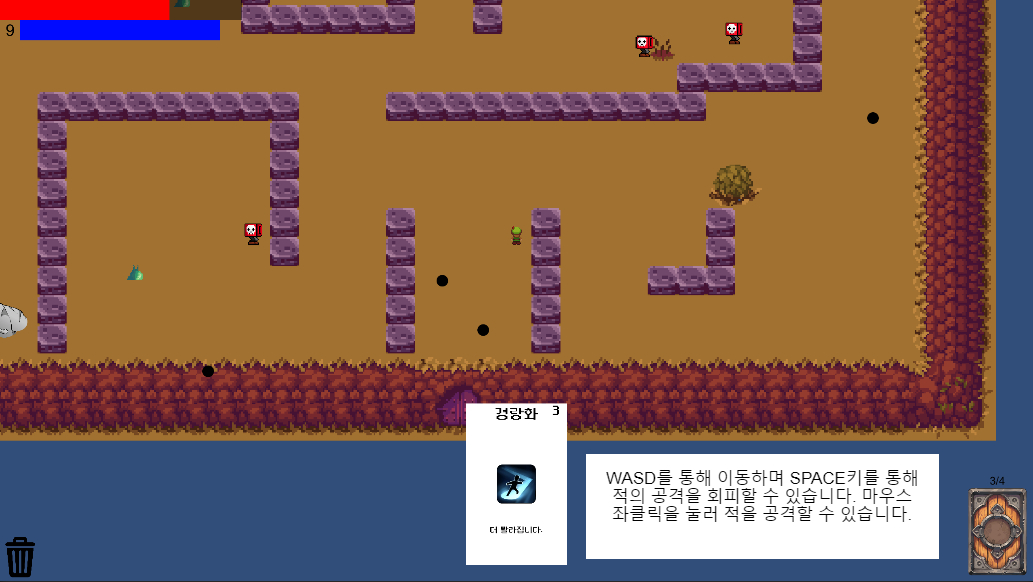 9
경량화 3
더 빨라집니다.
WASD를 통해 이동하며 SPACE키를 통해
적의 공격을 회피할 수 있습니다. 마우스
좌클릭을 눌러 적을 공격할 수 있습니다.
3/4